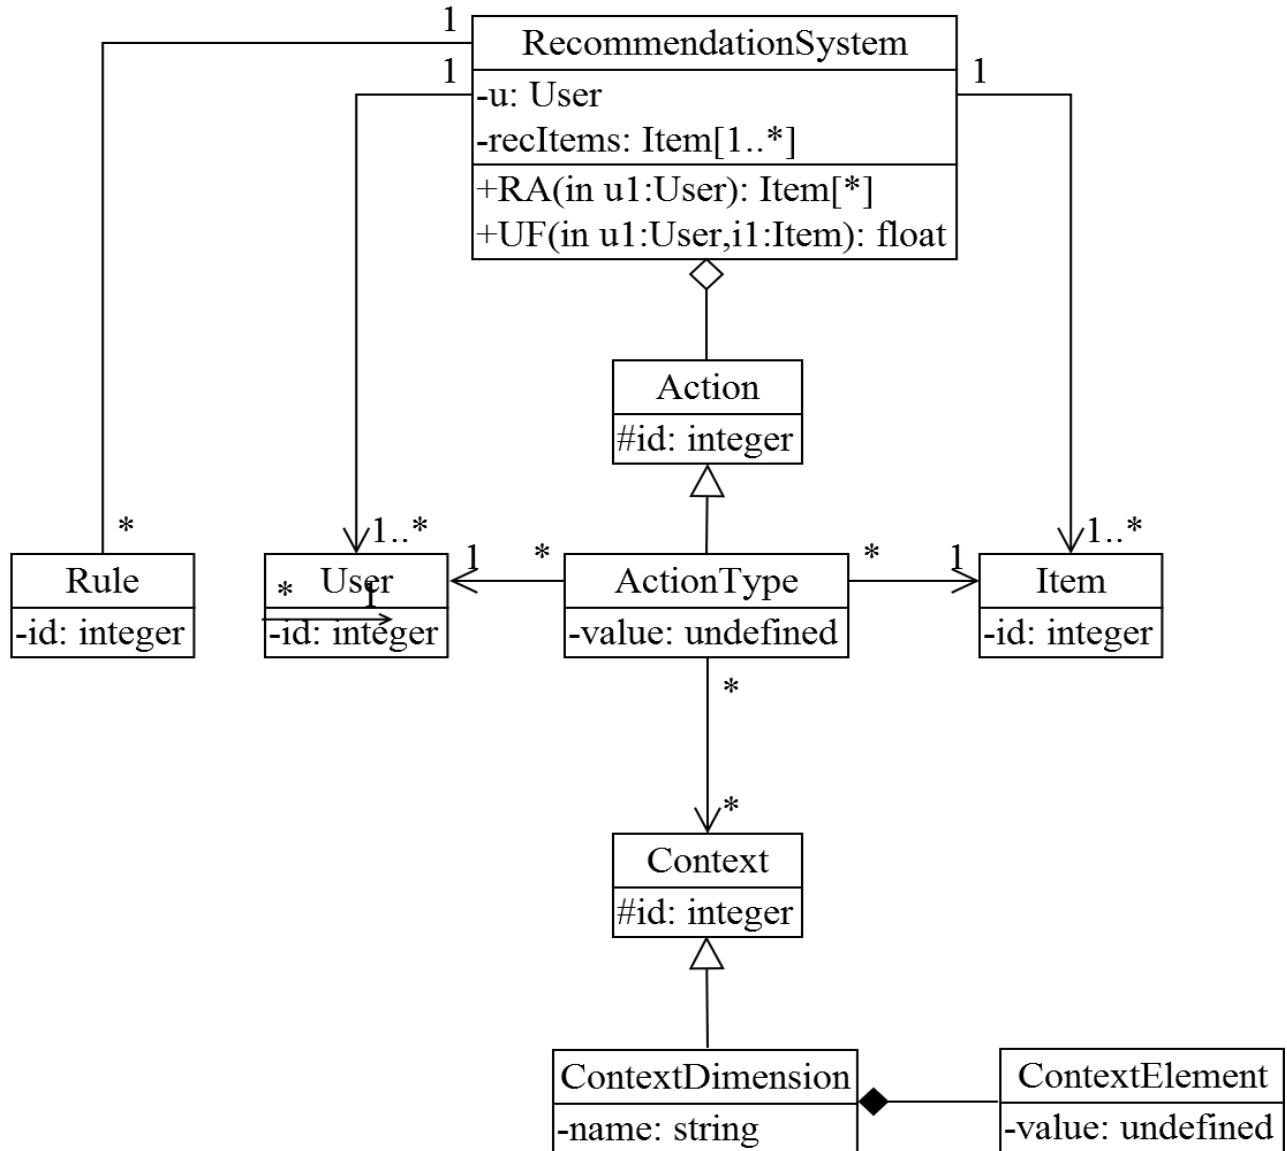 1
RecommendationSystem
1
1
-u: User
-recItems: Item[1..*]
+RA(in u1:User): Item[*]
+UF(in u1:User,i1:Item): float
Action
#id: integer
*
1..*
1
*
*
1
1..*
Rule
-id: integer
User
*
1
-id: integer
ActionType
-value: undefined
Item
-id: integer
*
*
Context
#id: integer
ContextDimension
-name: string
ContextElement
-value: undefined